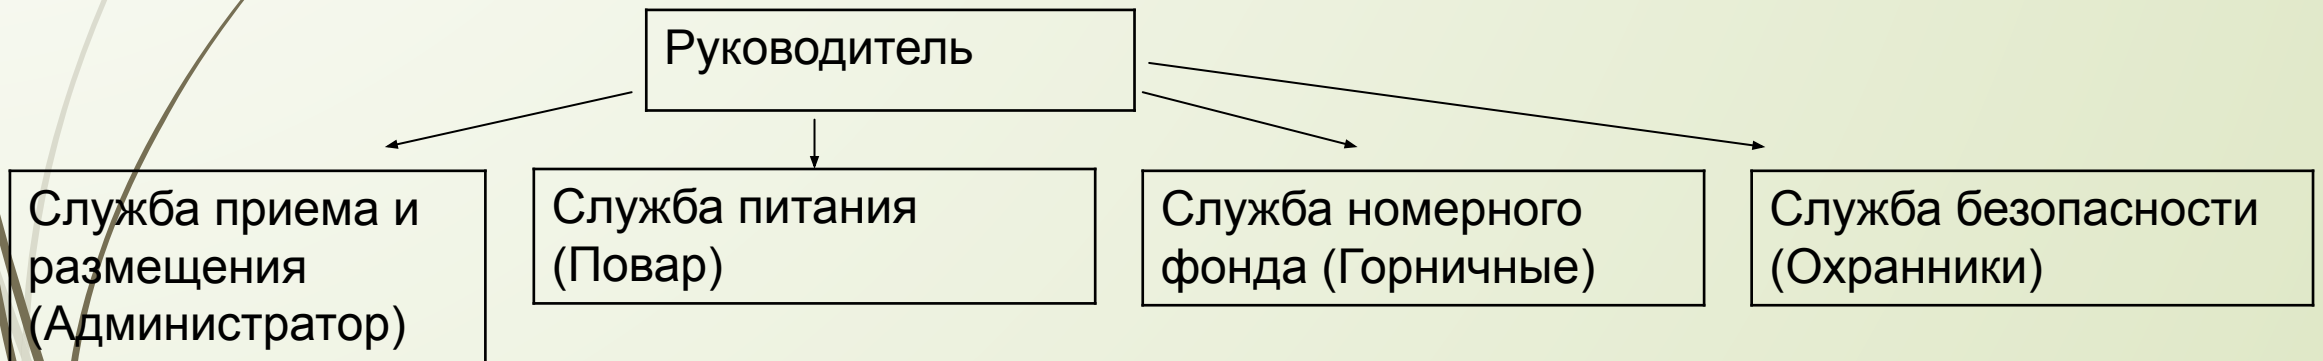 Руководитель
Служба приема и
размещения
(Администратор)
Служба питания
(Повар)
Служба номерного
фонда (Горничные)
Служба безопасности
(Охранники)